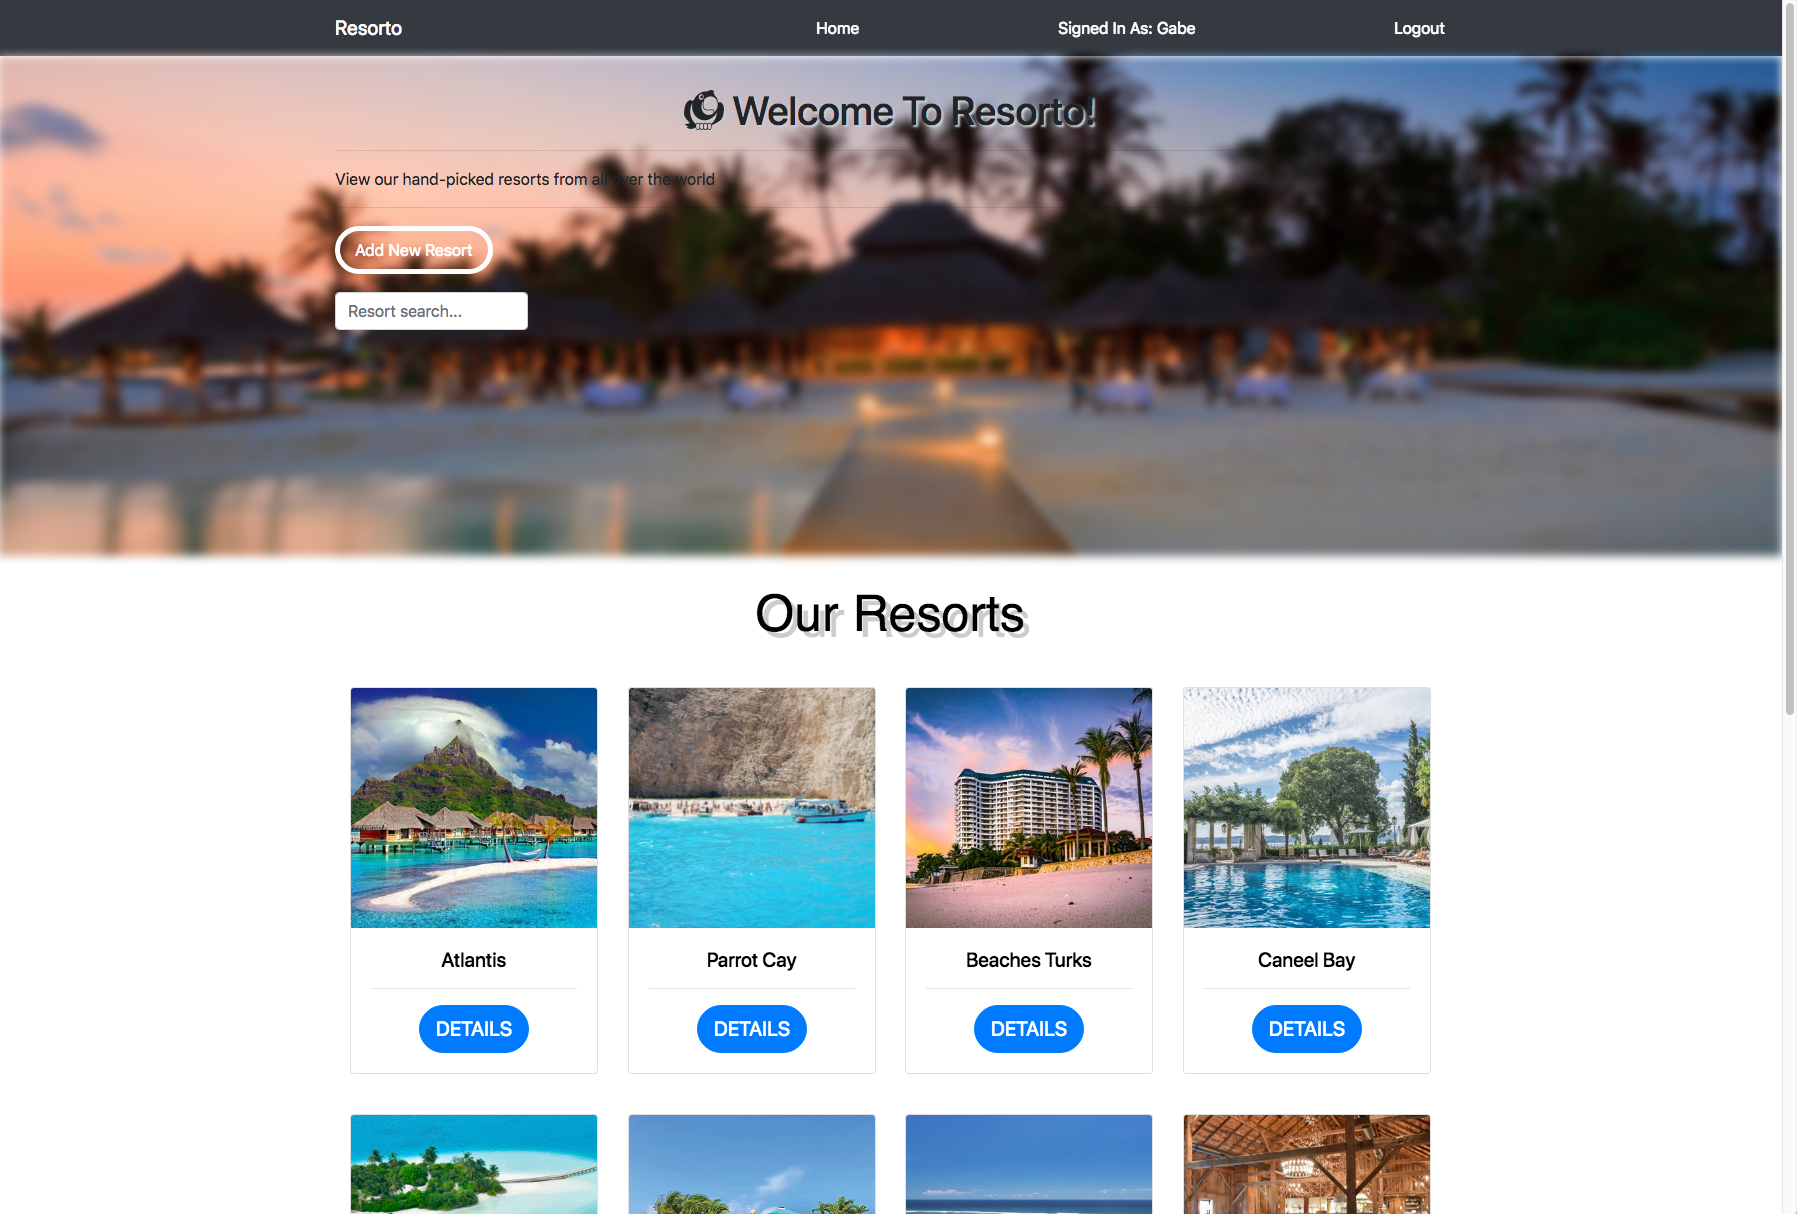 Resorto Home Signed In As: Gabe Logout
Welcome To Resorto!
View our hand-picked resorts from all over the world
Add New Resort
Resort search...
Our Resorts
Atlantis
DETAILS
Parrot Cay
DETAILS
Beaches Turks
DETAILS
Caneel Bay
DETAILS